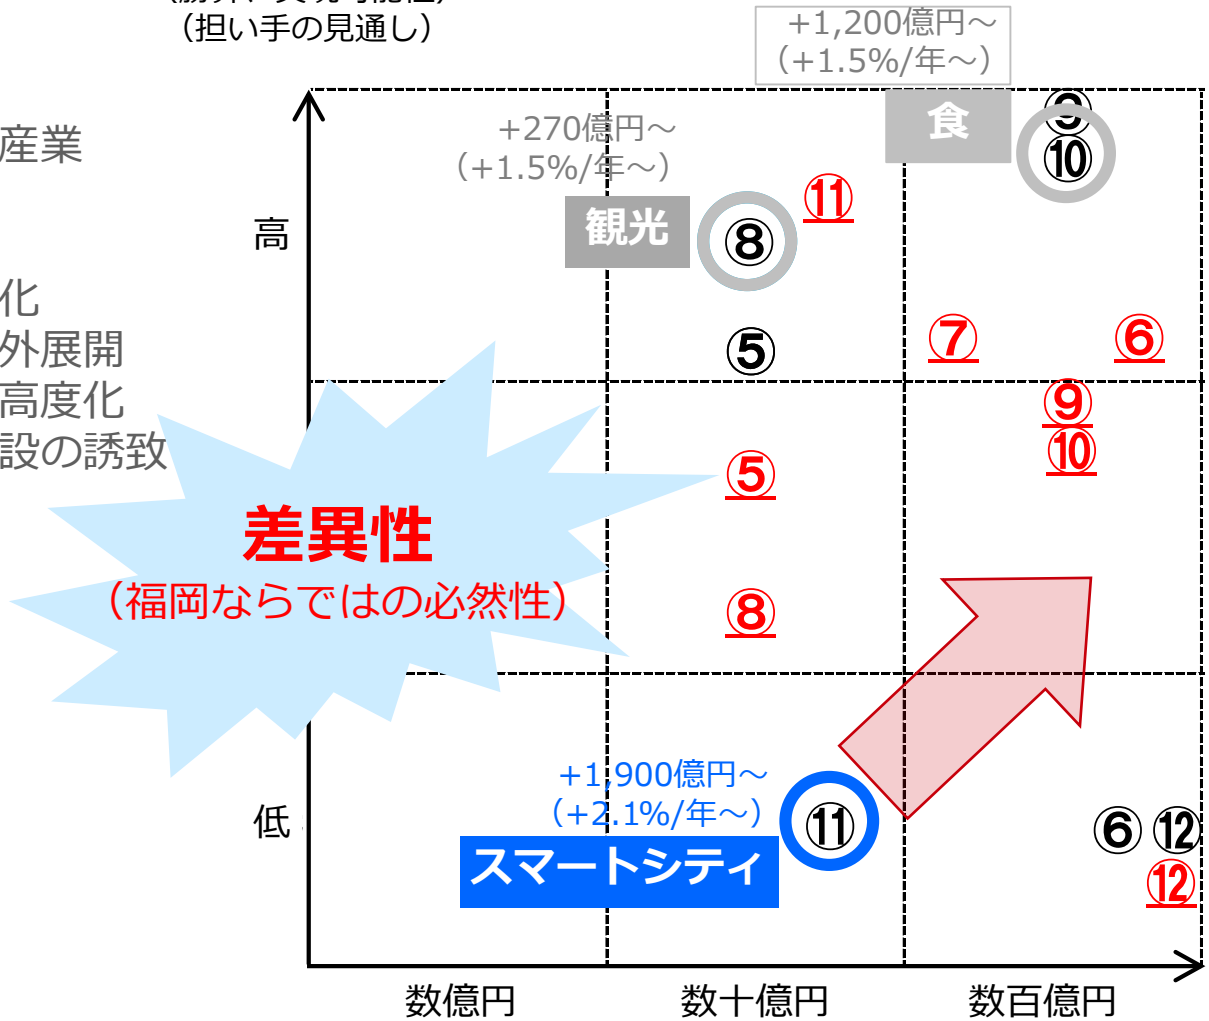 （担い手の見通し）
+1,200億円～
（+1.5%/年～）
食
⑨
⑩
産業
+270億円～
（+1.5%/年～）
⑪
観光
⑧
高
化
外展開
高度化
設の誘致
⑤
⑦
⑥
⑨
⑩
⑤
差異性
（福岡ならではの必然性）
⑧
+1,900億円～
（+2.1%/年～）
低
⑪
スマートシティ
⑥
⑫
⑫
数億円
数十億円
数百億円